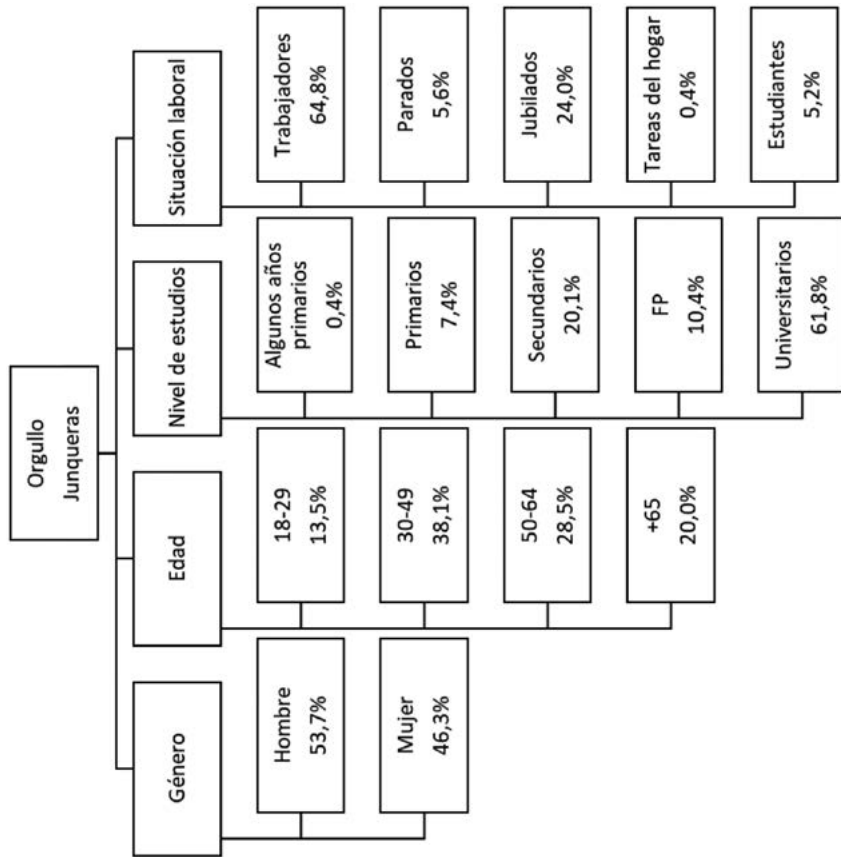 Orgullo
Junqueras
Género
Hombre
53,7%
Mujer
46,3%
Edad
18-29
13,5%
30-49
38,1%
50-64
28,5%
+65
20,0%
Nivel de estudios
Algunos años
primarios
0,4%
Primarios
7,4%
Secundarios
20,1%
FP
10,4%
Universitarios
61,8%
Situación laboral
Trabajadores
64,8%
Parados
5,6%
Jubilados
24,0%
Tareas del hogar
0,4%
Estudiantes
5,2%